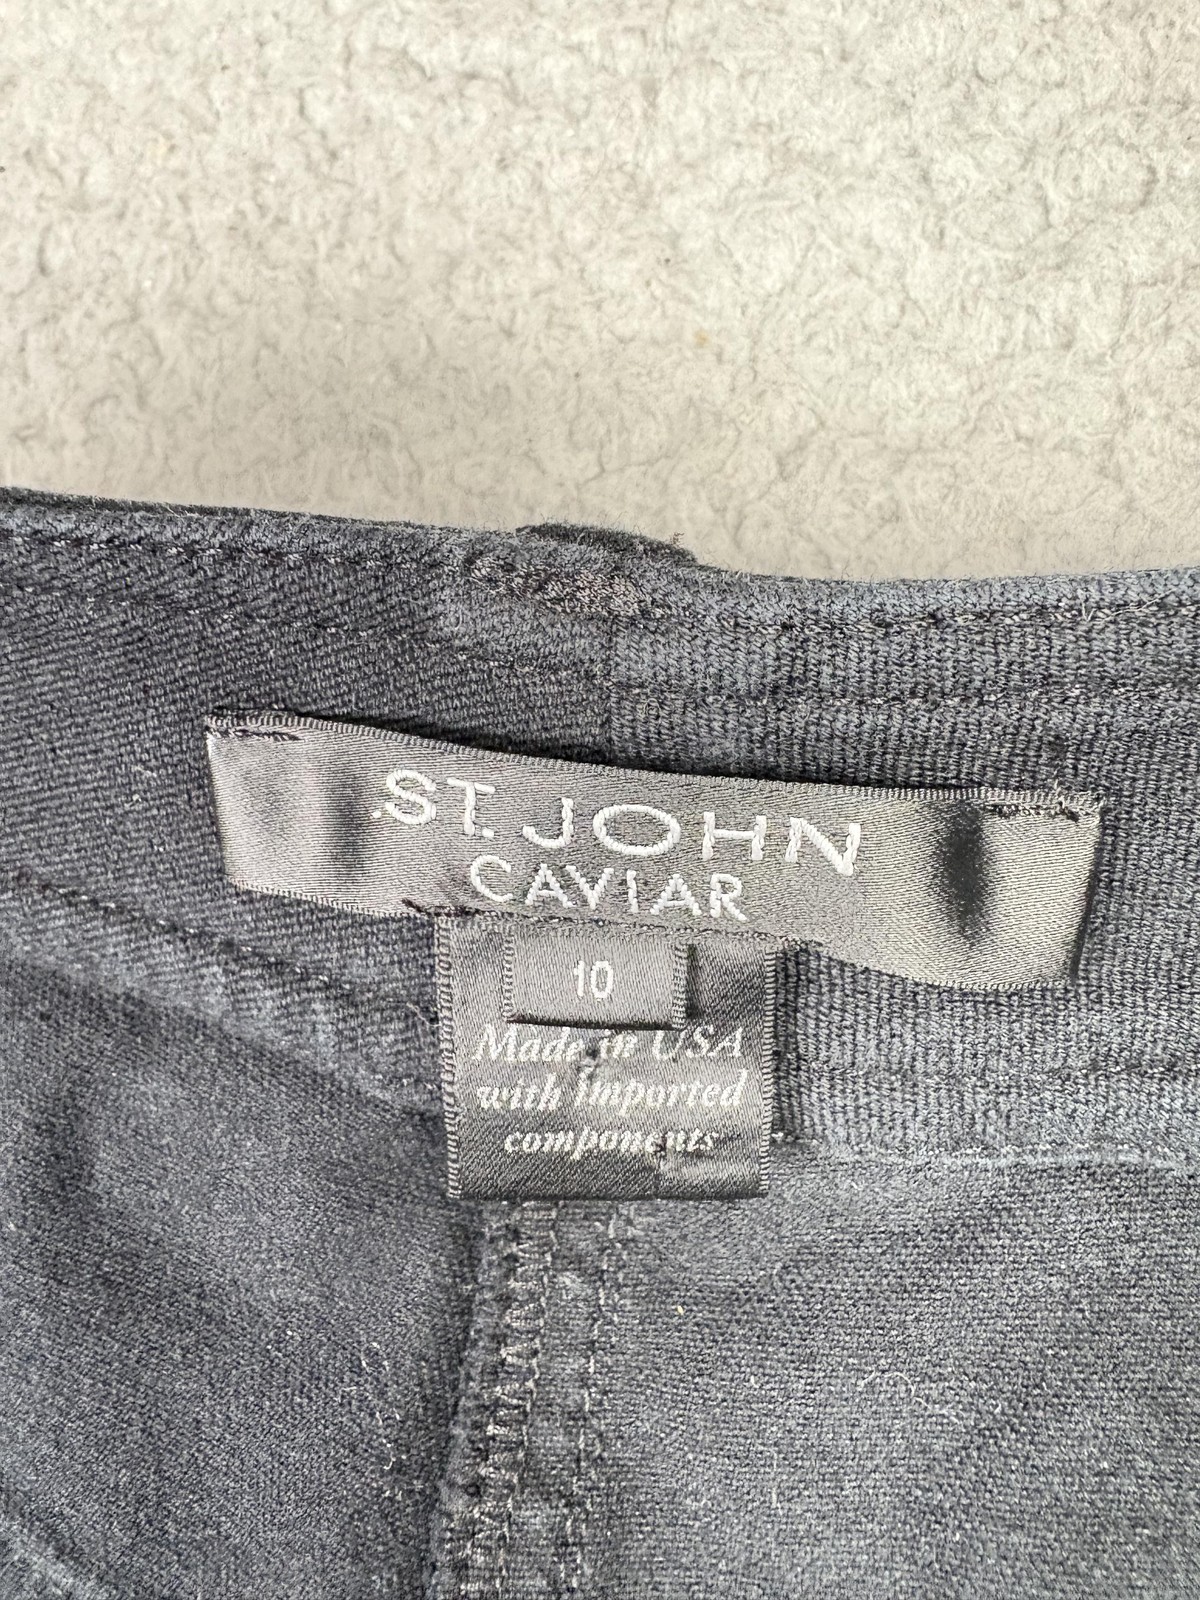 ST. JOHN
CAVIAR
10
Made in USA
with imported
components